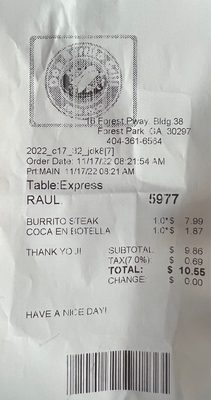 16 Forest Pway. Bldg.38
Forest Park, GA, 30297
404-361-6564
2022_c17_32_jdk8[7]
Order Date: 11/17/22 08:21:54 AM
Prt:MAIN 11/17/22 08:21 AM
Table:Express
RAUL 5977
BURRITO STEAK 1.0*$ 7.99
COCA EN BOTELLA 1.0*$ 1.87
THANK YOU! SUBTOTAL: $ 9.86
TAX(7.0%): $ 0.69
TOTAL: $ 10.55
CHANGE: $ 0.00
HAVE A NICE DAY!